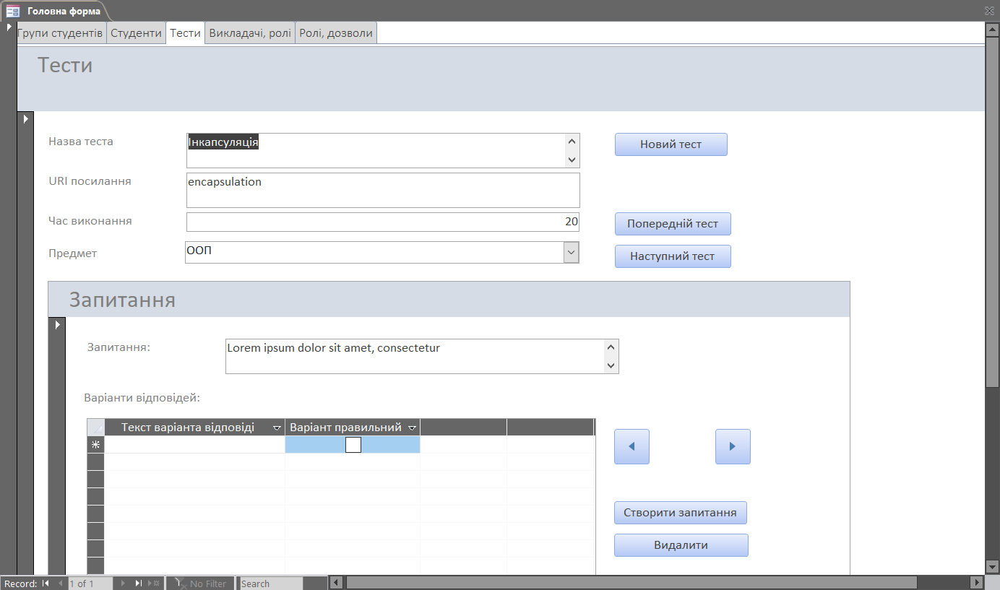 Головна форма
Групи студентів Студенти Тести Викладачі, ролі Ролі, дозволи
Тести
Назва теста Інкапсуляція Новий тест
URI посилання encapsulation
Час виконання 20 Попередній тест
Предмет ООП Наступний тест
Запитання
Запитання: Lorem ipsum dolor sit amet, consectetur
Варіанти відповідей:
Текст варіанта відповіді Варіант правильний
Створити запитання
Видалити
Record: 1 of 1 No Filter Search